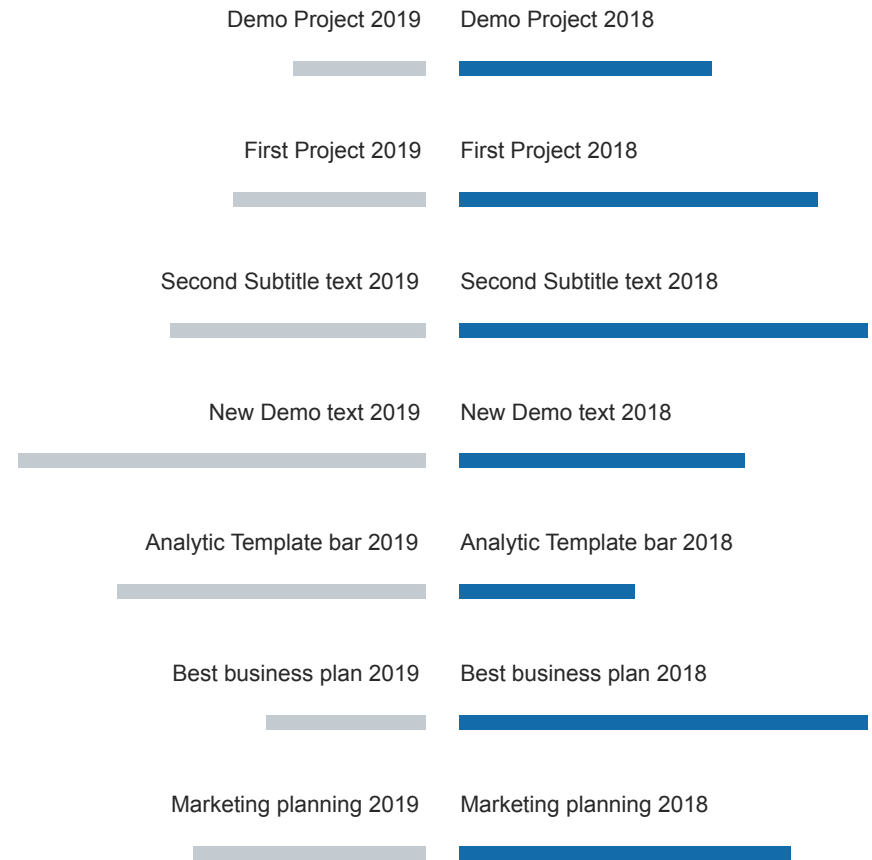 Demo Project 2019 Demo Project 2018
First Project 2019 First Project 2018
Second Subtitle text 2019 Second Subtitle text 2018
New Demo text 2019 New Demo text 2018
Analytic Template bar 2019 Analytic Template bar 2018
Best business plan 2019 Best business plan 2018
Marketing planning 2019 Marketing planning 2018